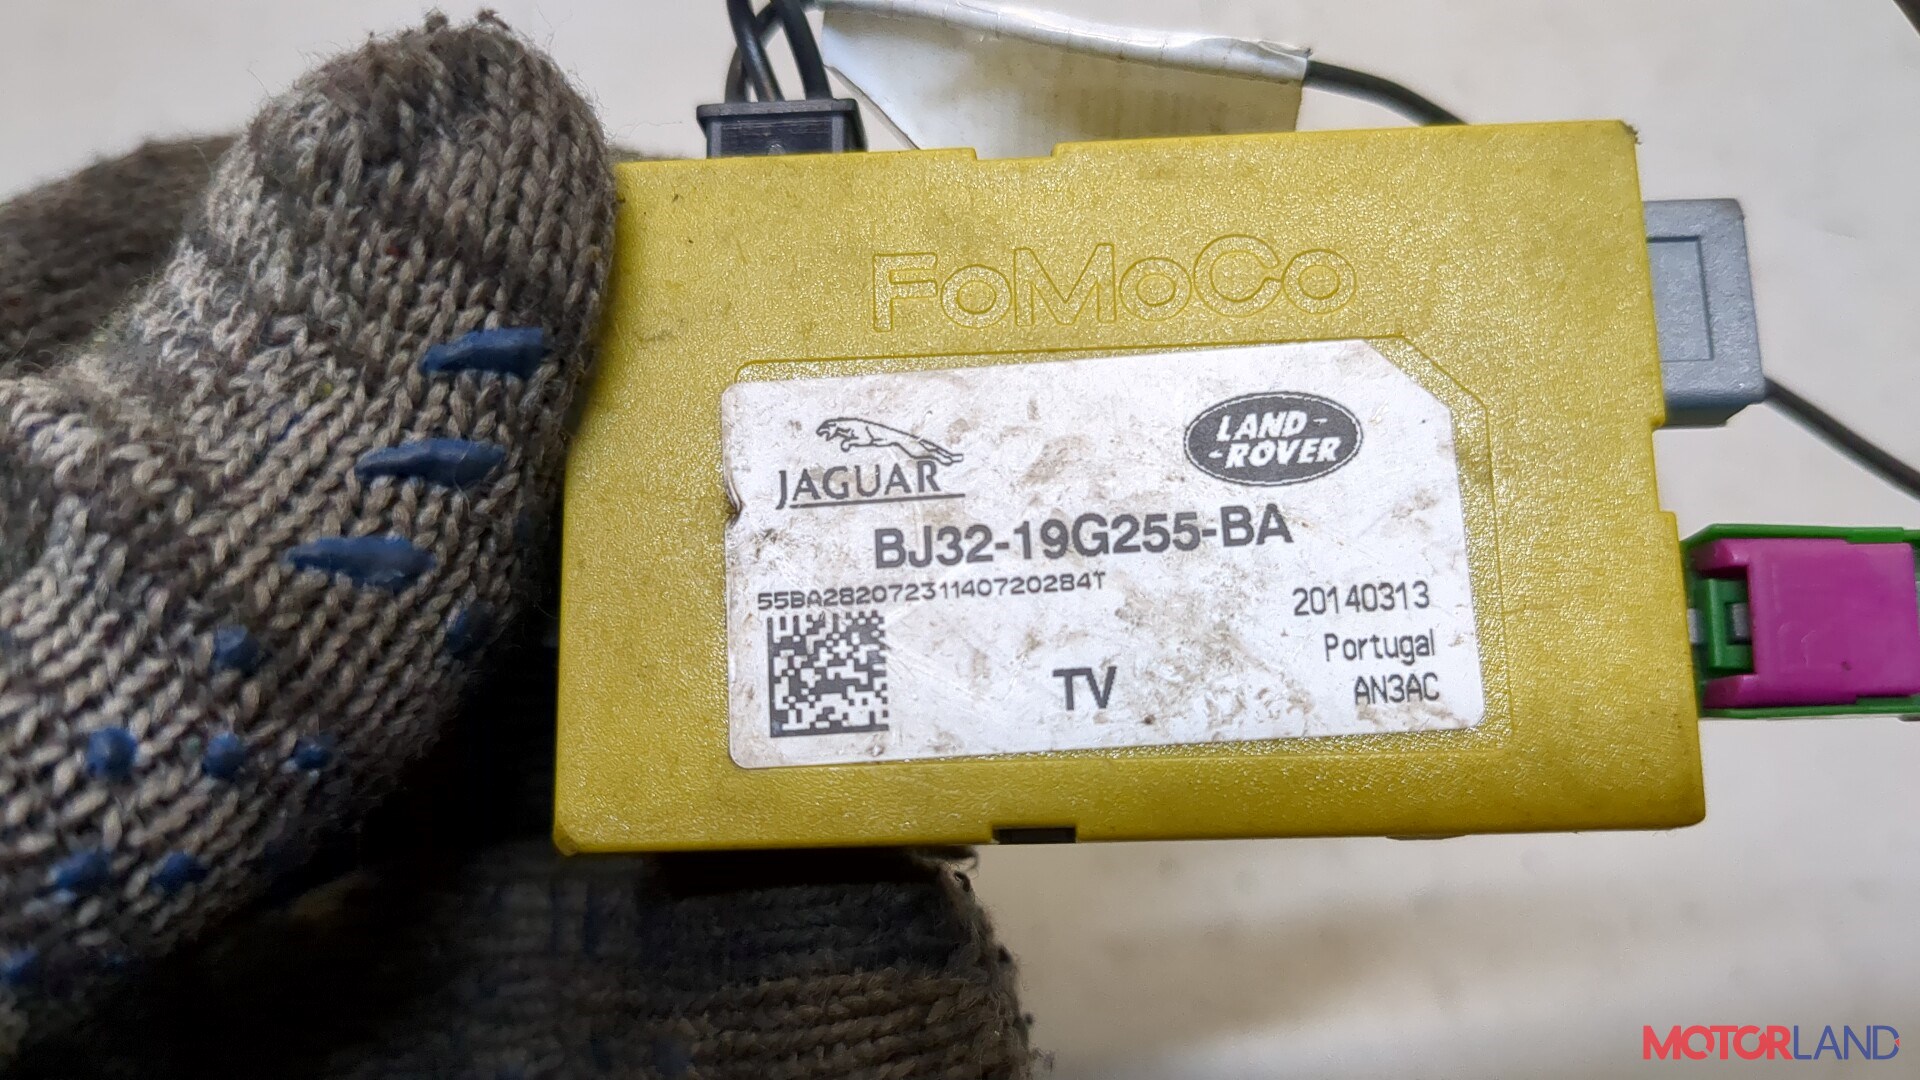 FoMoCo
JAGUAR
LAND-
-ROVER
BJ32-19G255-BA
55BA282072311407202B4T
20140313
Portugal
TV
AN3AC
MOTORLAND